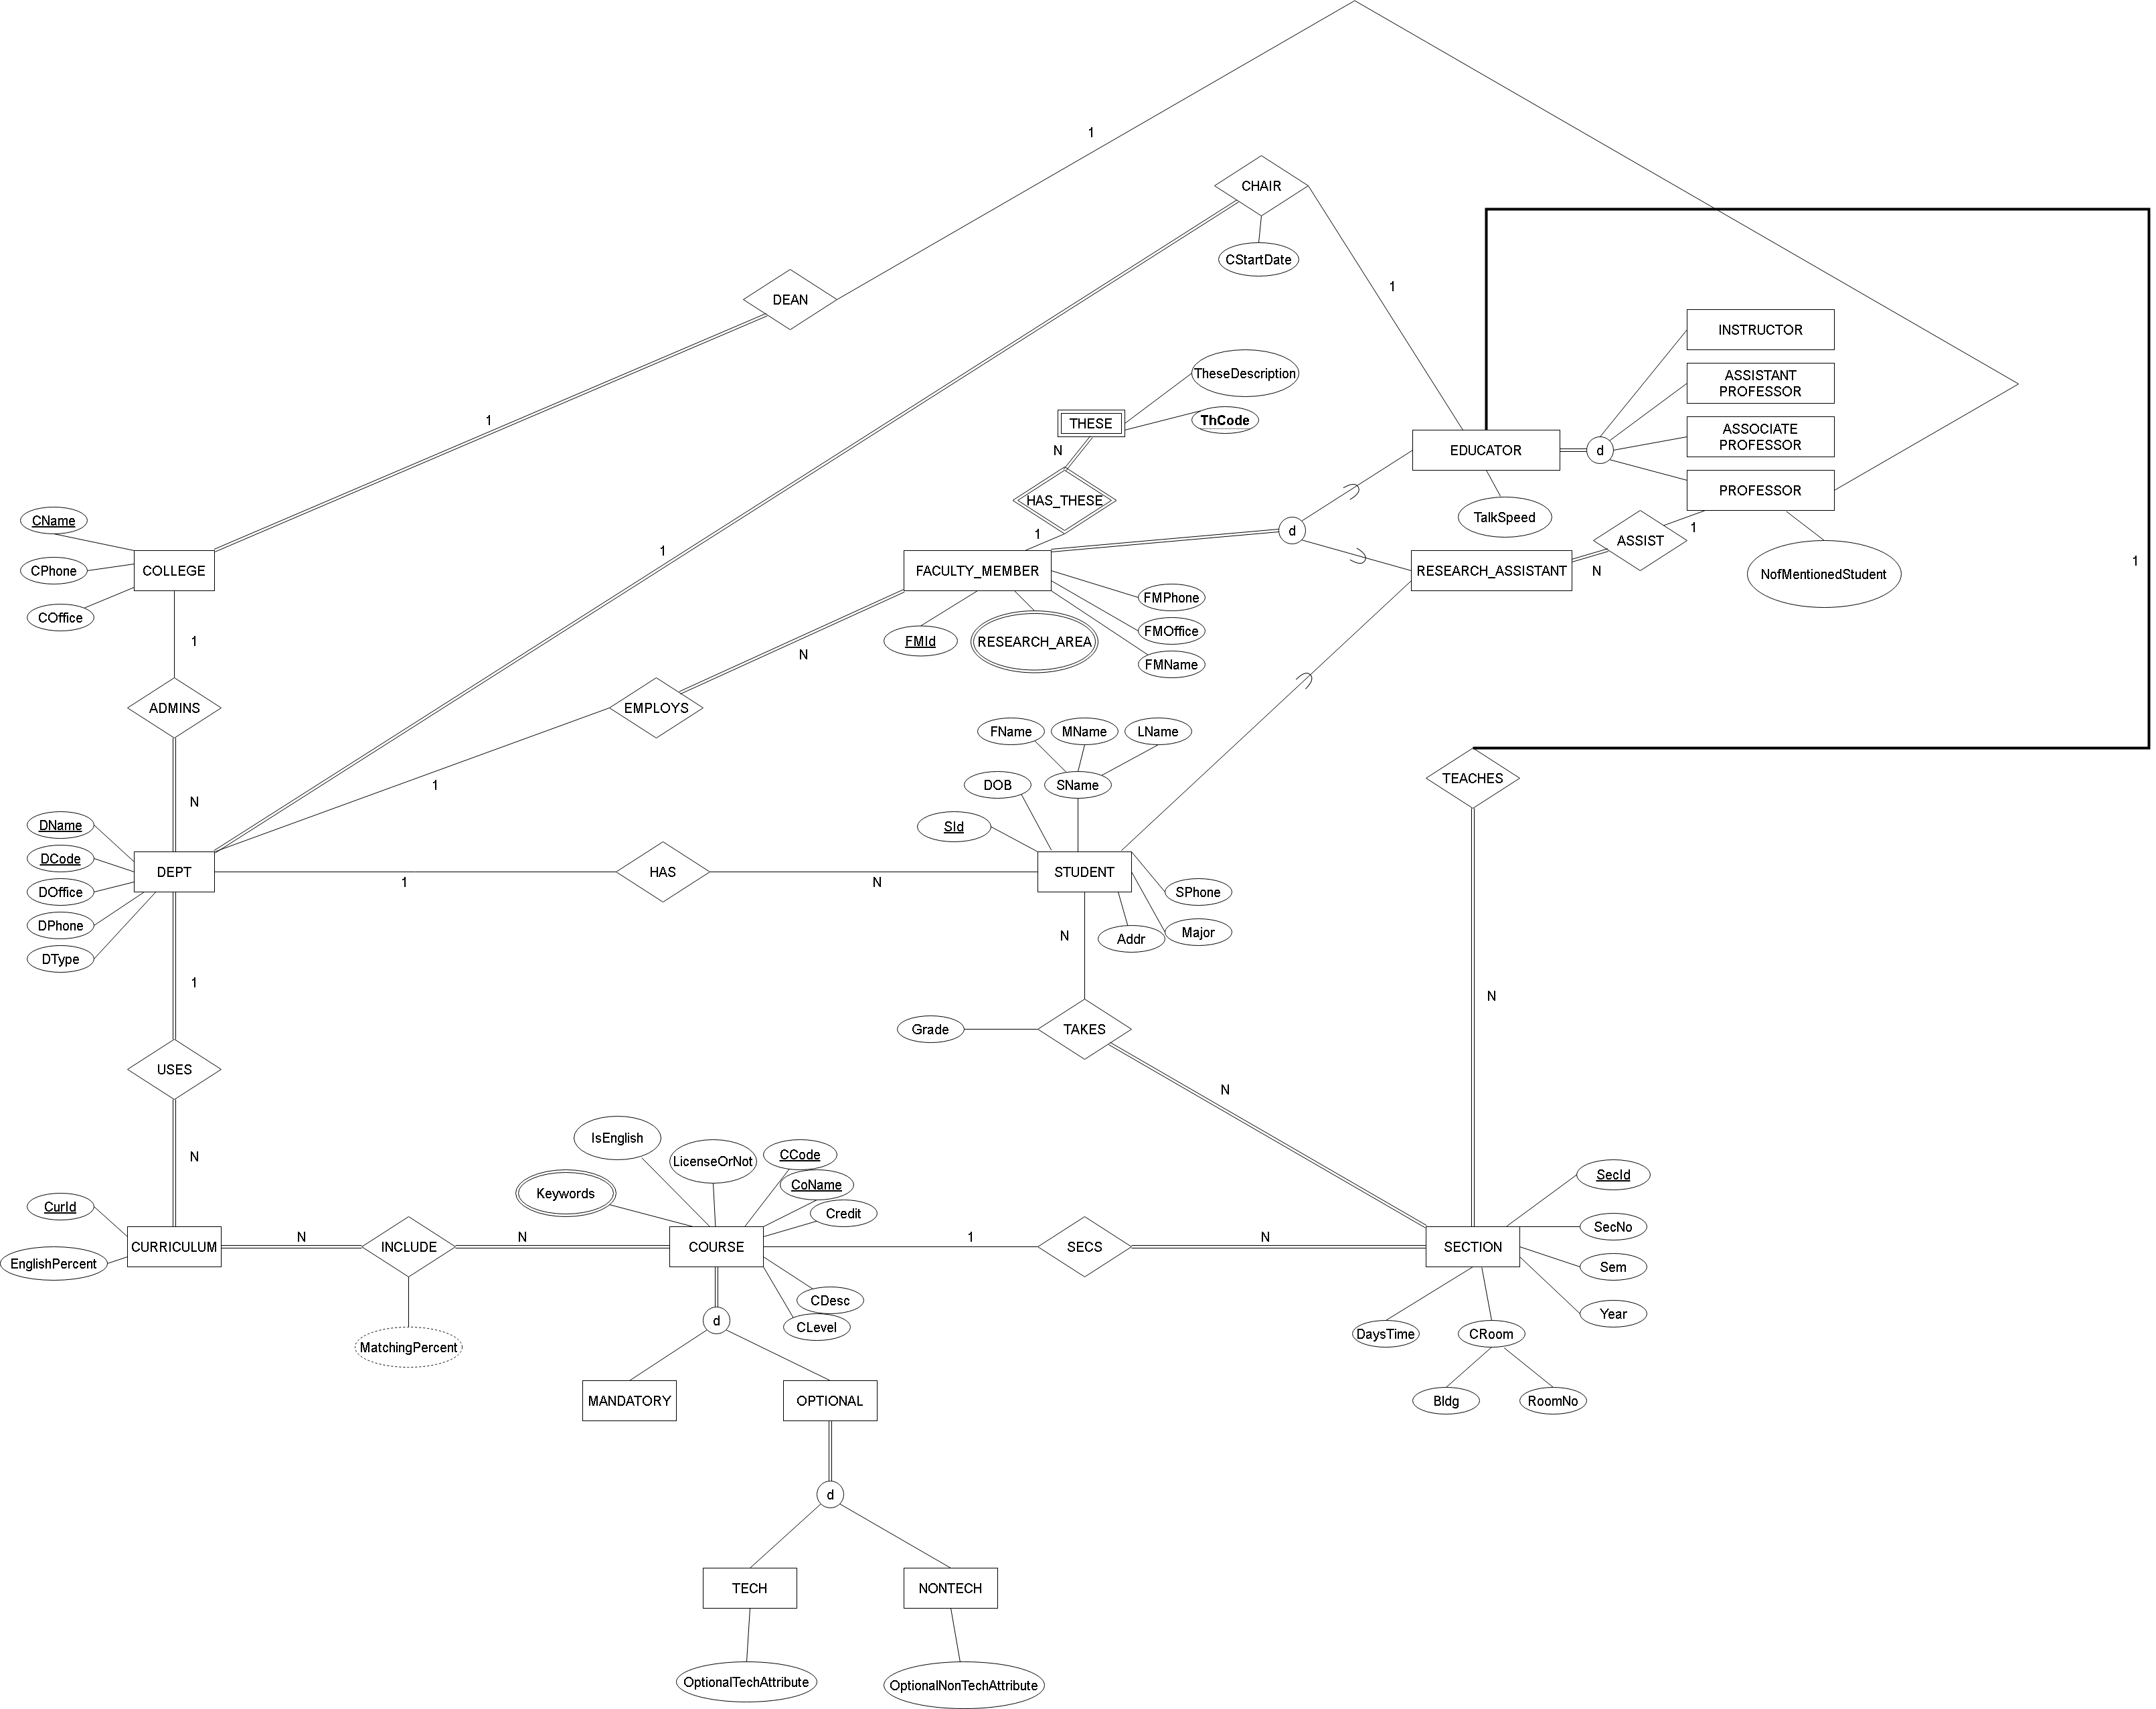 1
CHAIR
CStartDate
DEAN
1
INSTRUCTOR
ASSISTANT
PROFESSOR
ASSOCIATE
PROFESSOR
PROFESSOR
TheseDescription
ThCode
THESE
N
HAS_THESE
1
1
EDUCATOR
d
TalkSpeed
ASSIST
1
N
NofMentionedStudent
1
CName
CPhone
COffice
COLLEGE
1
d
FACULTY_MEMBER
RESEARCH_ASSISTANT
FMPhone
FMOffice
FMName
FMId
RESEARCH_AREA
1
N
ADMINS
EMPLOYS
FName
MName
LName
TEACHES
DOB
SName
1
N
SId
DName
DCode
DOffice
DPhone
DType
DEPT
1
HAS
N
STUDENT
SPhone
Major
Addr
N
1
N
Grade
TAKES
USES
N
N
IsEnglish
LicenseOrNot
CCode
CoName
Credit
Keywords
SecId
SecNo
Sem
Year
CurId
EnglishPercent
CURRICULUM
N
INCLUDE
N
COURSE
1
SECS
N
SECTION
MatchingPercent
CDesc
CLevel
d
DaysTime
CRoom
Bldg
RoomNo
MANDATORY
OPTIONAL
d
TECH
NONTECH
OptionalTechAttribute
OptionalNonTechAttribute